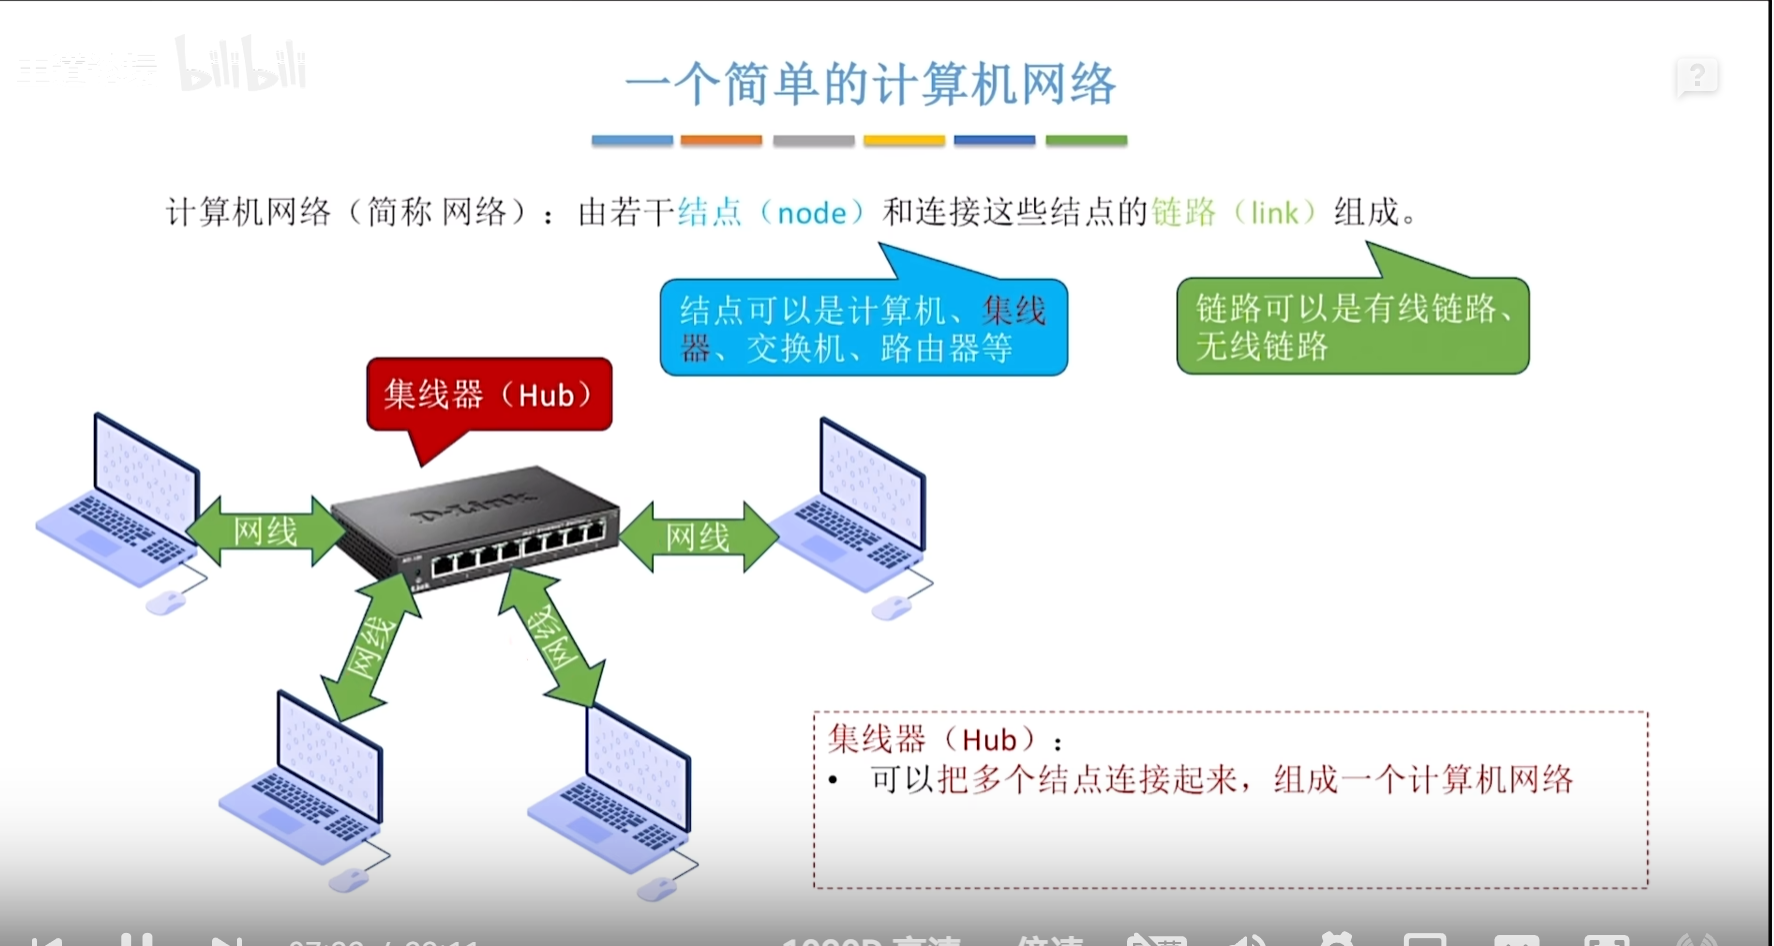 bilibili
一个简单的计算机网络
计算机网络（简称 网络）：由若干结点（node）和连接这些结点的链路（link）组成。
结点可以是计算机、集线
器、交换机、路由器等
链路可以是有线链路、
无线链路
集线器（Hub）
D-Link
网线
网线
网线
网线
集线器（Hub）：
• 可以把多个结点连接起来，组成一个计算机网络
?
1080P 高清
倍速